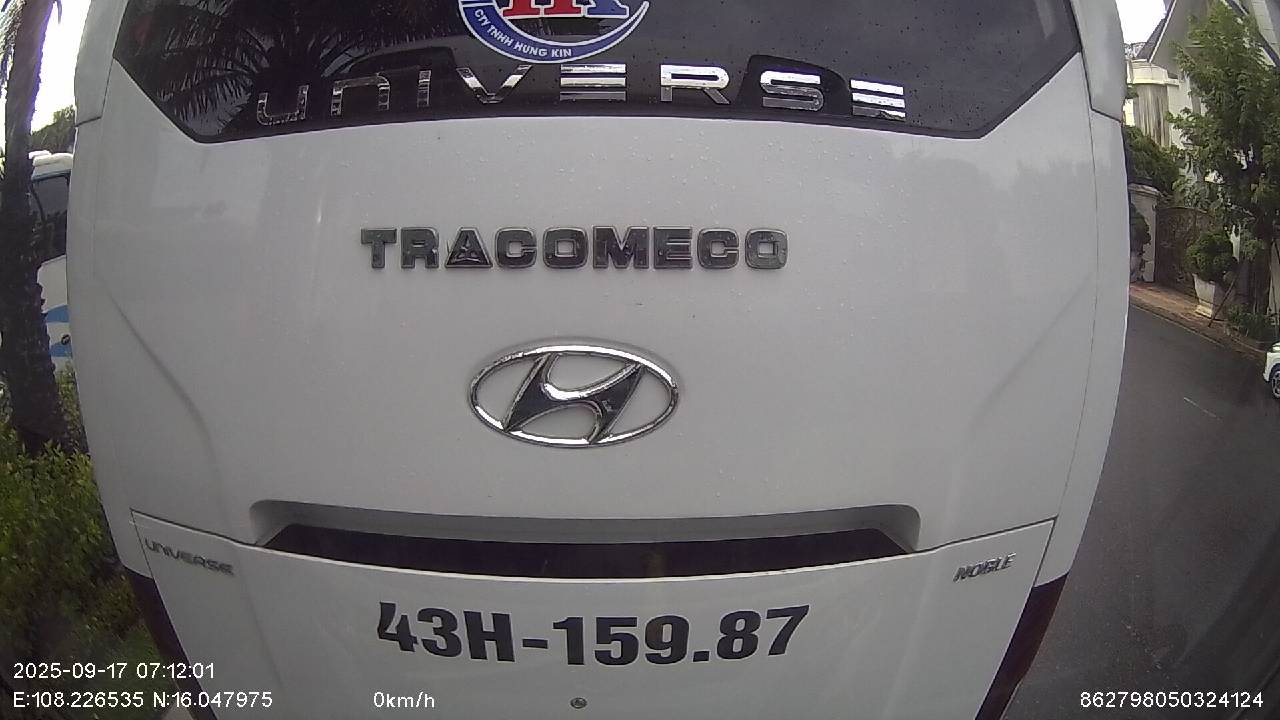 HK
CTY TNHH HUNG KIN
UNIVERSE
TRACOMECO
UNIVERSE
NOBLE
43H-159.87
2025-09-17 07:12:01
E:108.226535 N:16.047975
0km/h
862798050324124